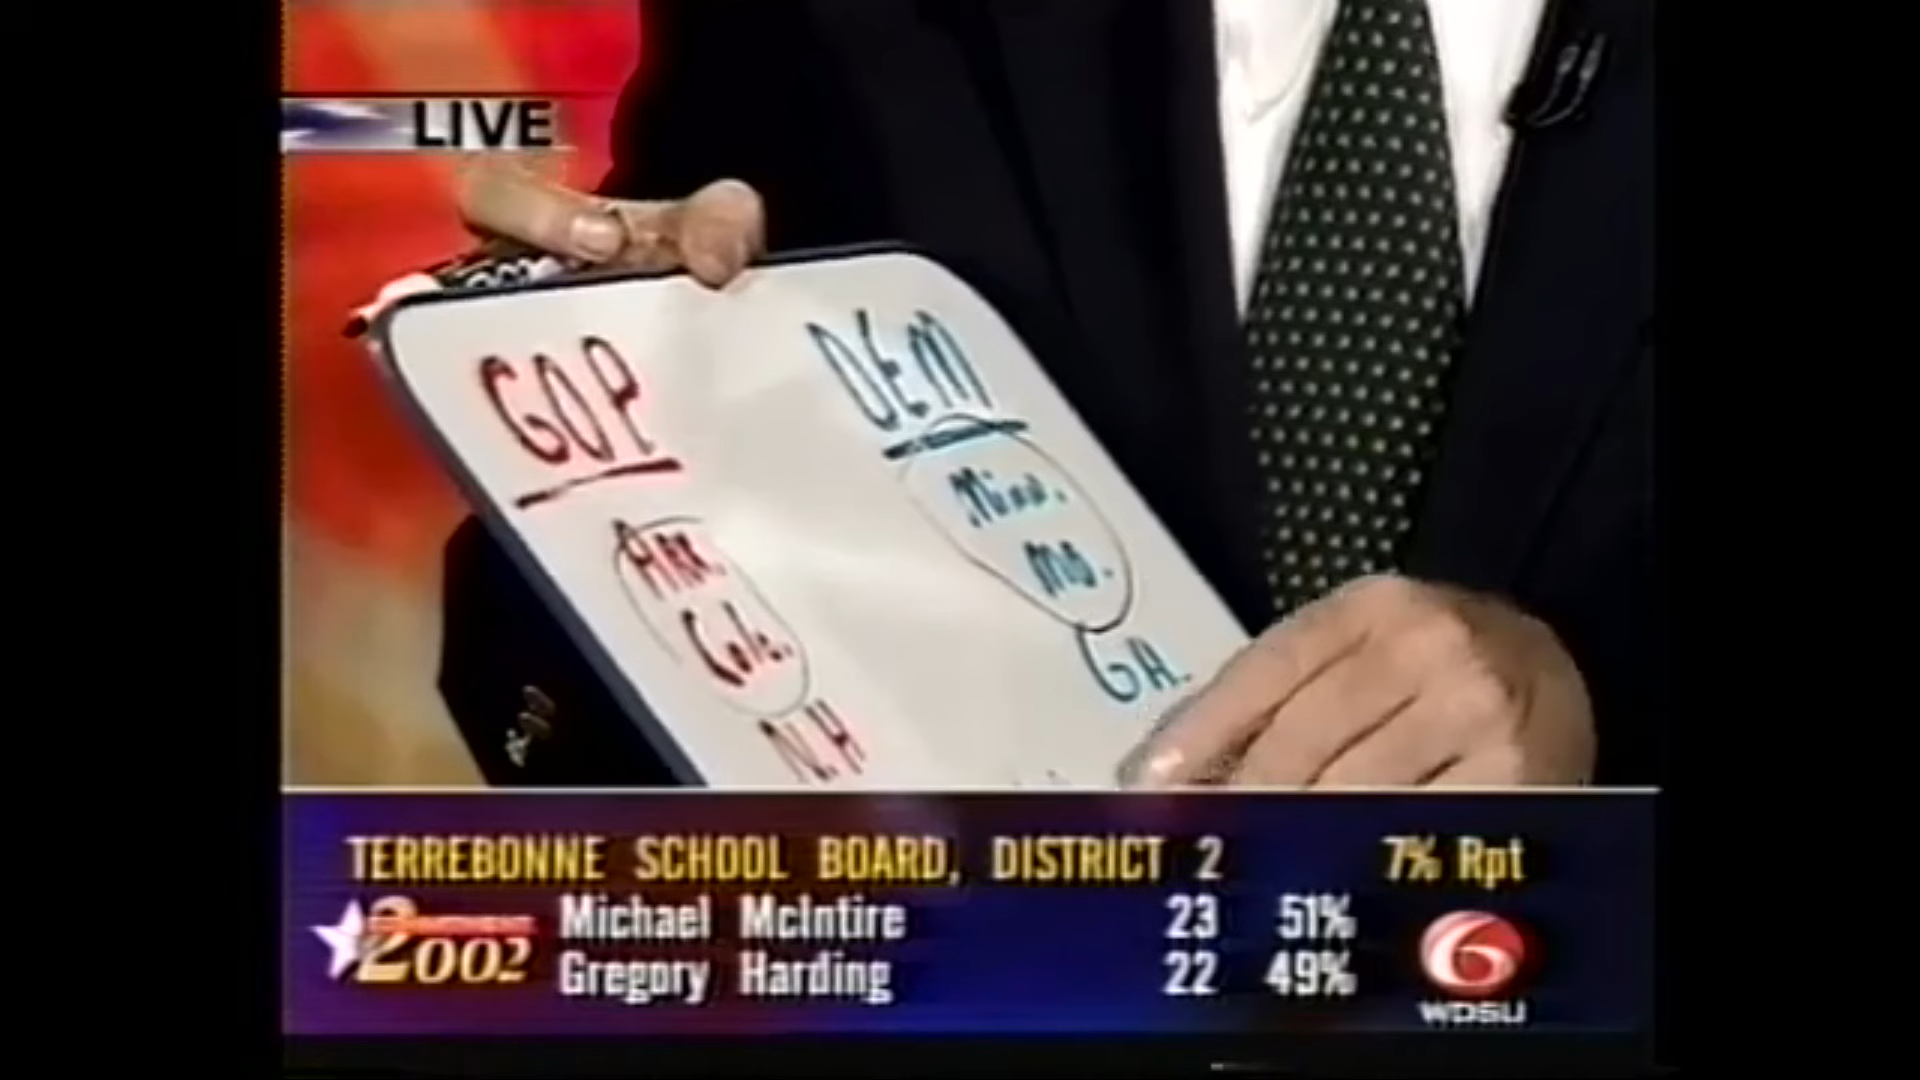 LIVE
GOP
DEM
ARK.
Colo.
N.H
Minn.
Mo.
GA.
TERREBONNE SCHOOL BOARD, DISTRICT 2 7% Rpt
2002
Michael McIntire 23 51%
Gregory Harding 22 49%
6
WDSU